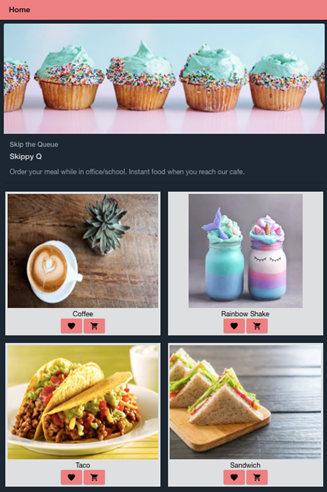 Home
Skip the Queue
Skippy Q
Order your meal while in office/school. Instant food when you reach our cafe.
Coffee
Rainbow Shake
Taco
Sandwich